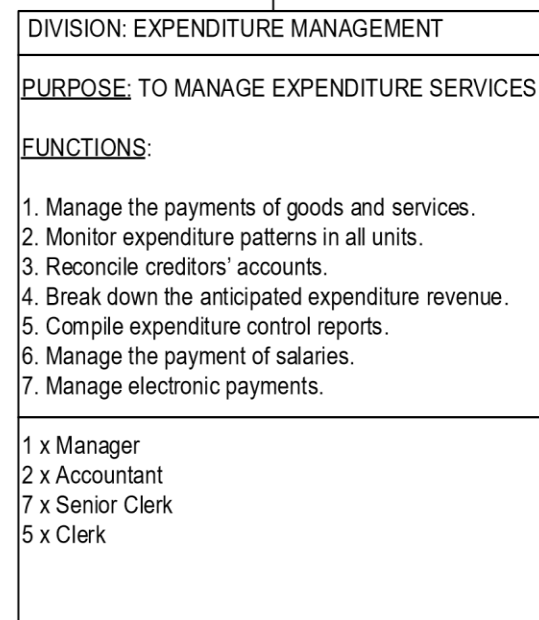 DIVISION: EXPENDITURE MANAGEMENT
PURPOSE: TO MANAGE EXPENDITURE SERVICES
FUNCTIONS:
1. Manage the payments of goods and services.
2. Monitor expenditure patterns in all units.
3. Reconcile creditors’ accounts.
4. Break down the anticipated expenditure revenue.
5. Compile expenditure control reports.
6. Manage the payment of salaries.
7. Manage electronic payments.
1 x Manager
2 x Accountant
7 x Senior Clerk
5 x Clerk